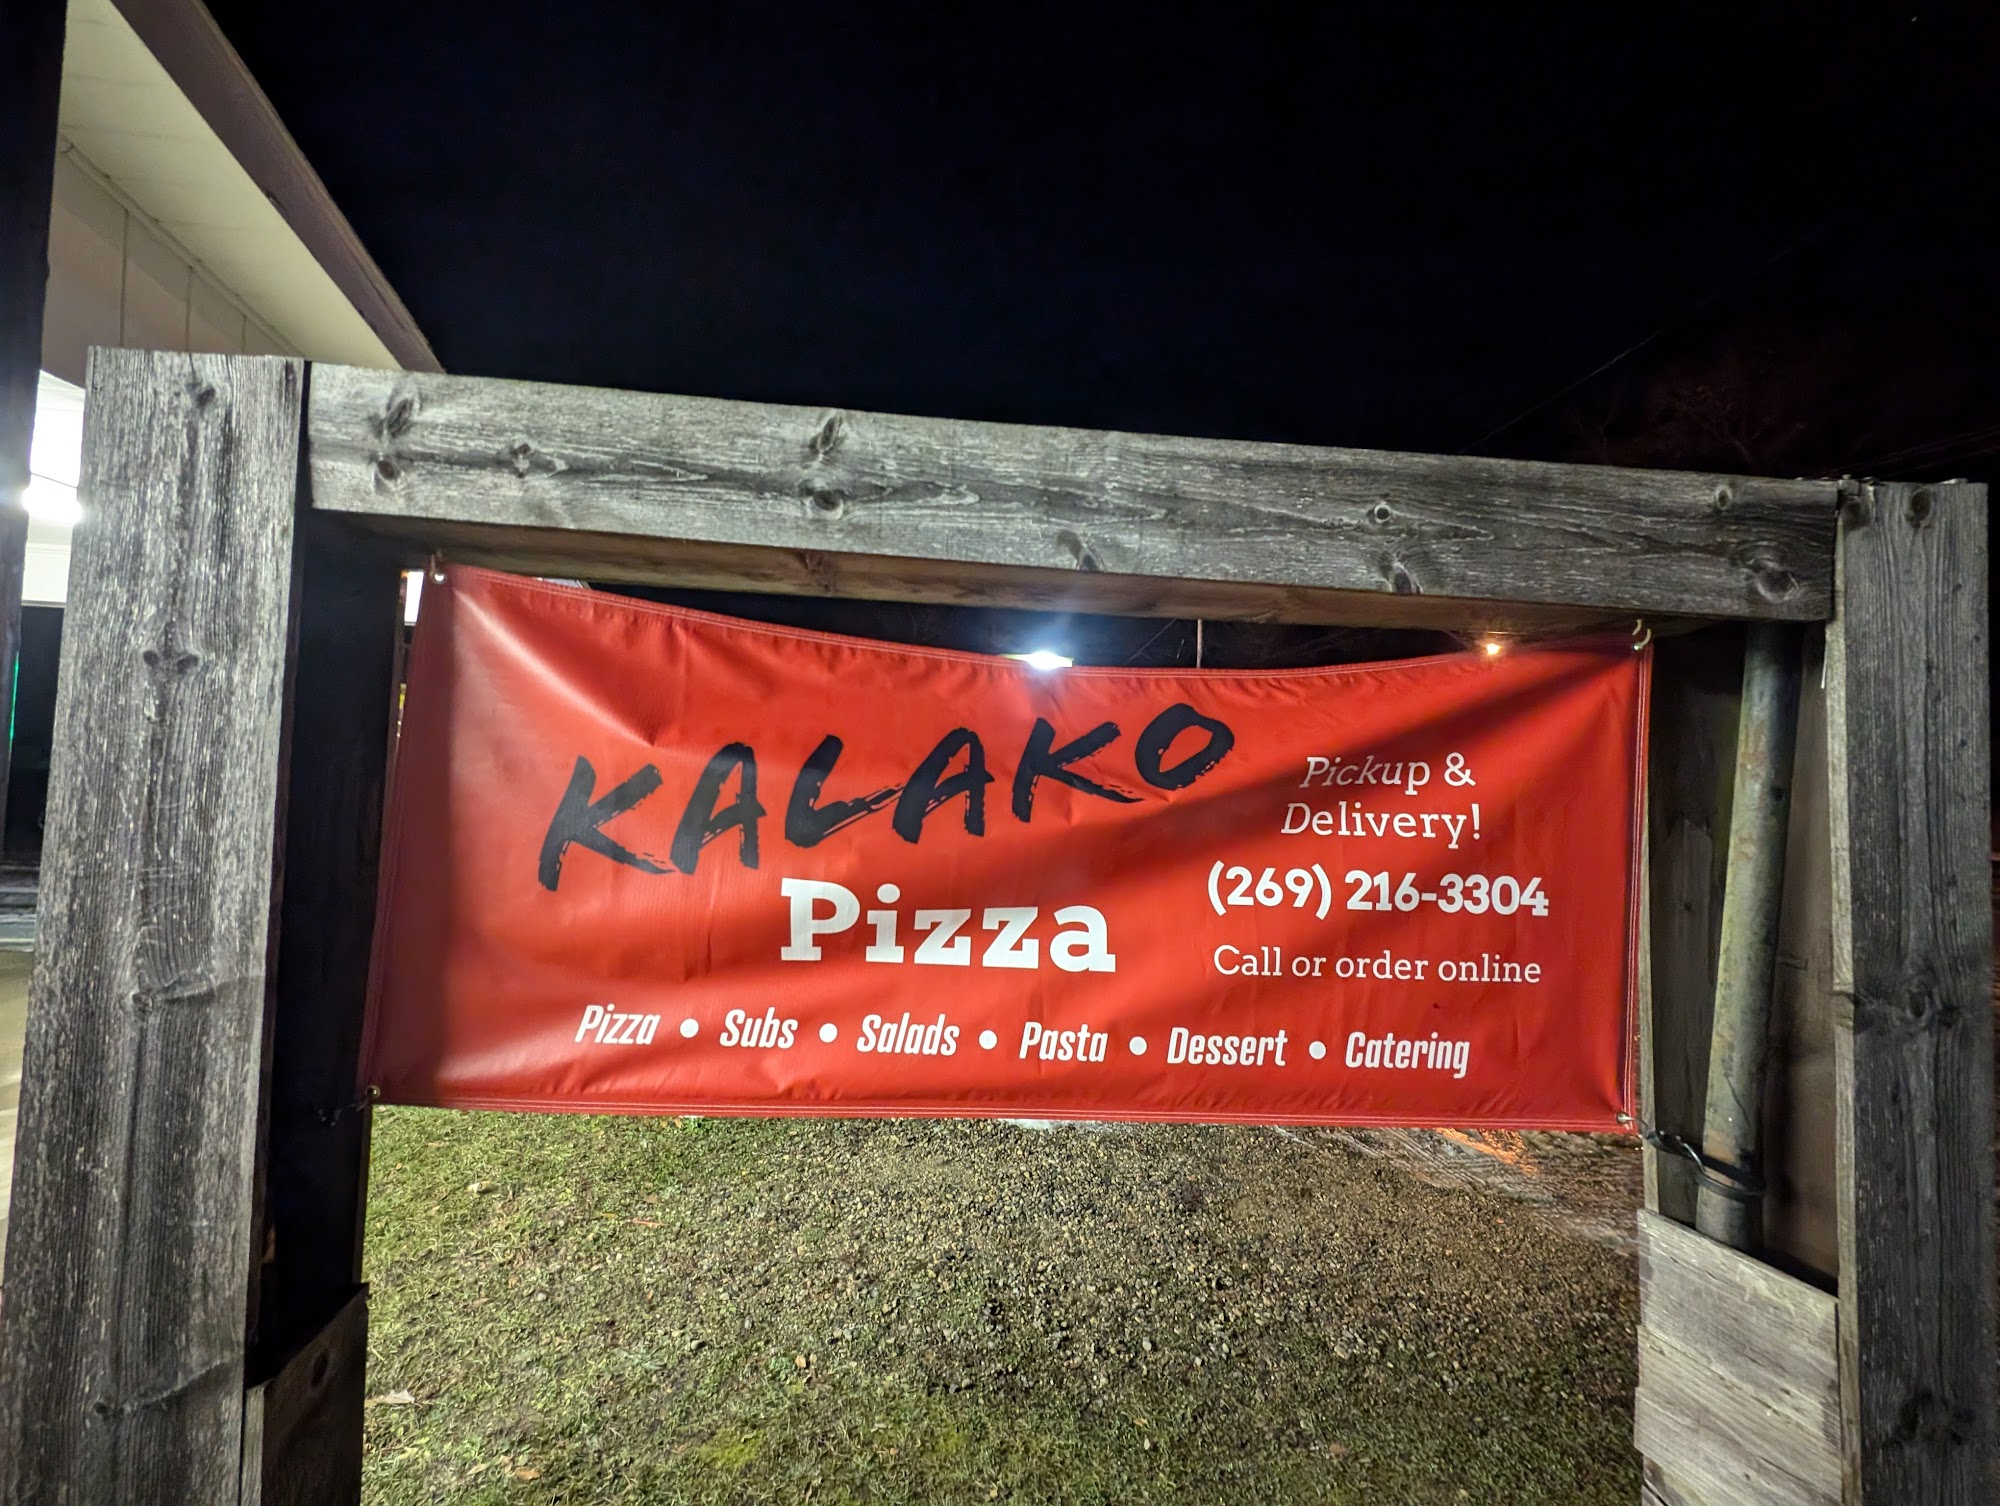 KALAKO
Pizza
Pickup &
Delivery!
(269) 216-3304
Call or order online
Pizza • Subs • Salads • Pasta • Dessert • Catering